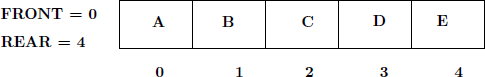 FRONT = 0
REAR = 4
A B C D E
0 1 2 3 4